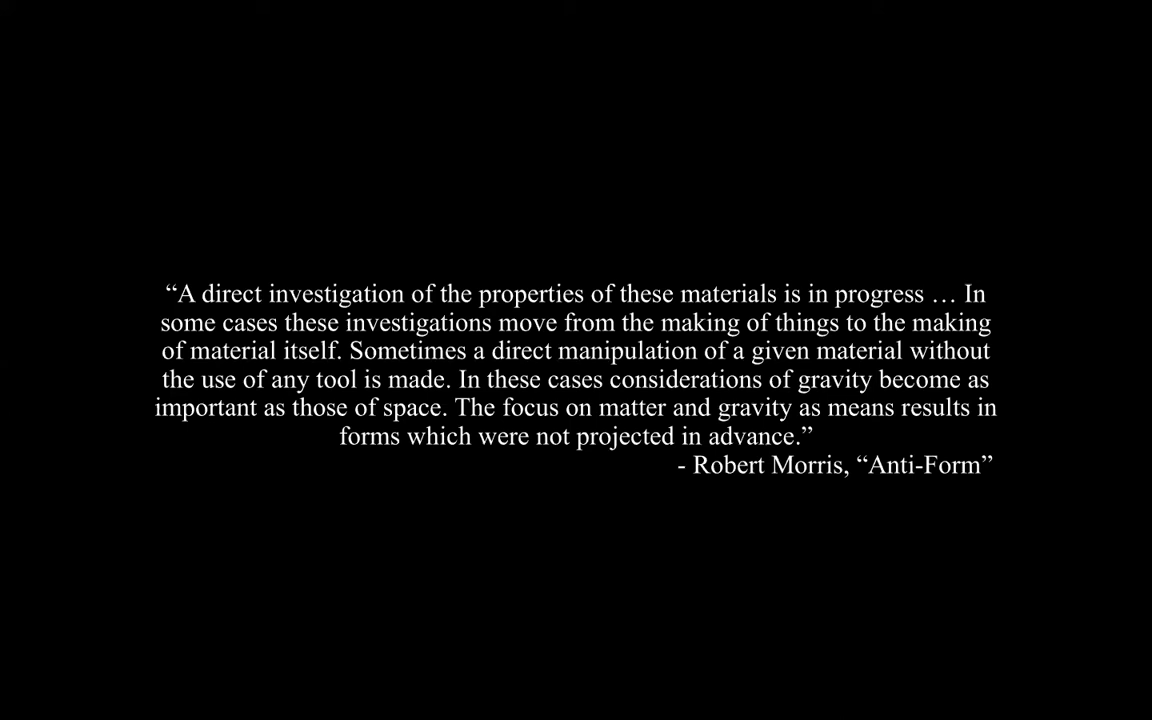 “A direct investigation of the properties of these materials is in progress … In
some cases these investigations move from the making of things to the making
of material itself. Sometimes a direct manipulation of a given material without
the use of any tool is made. In these cases considerations of gravity become as
important as those of space. The focus on matter and gravity as means results in
forms which were not projected in advance.”
- Robert Morris, “Anti-Form”